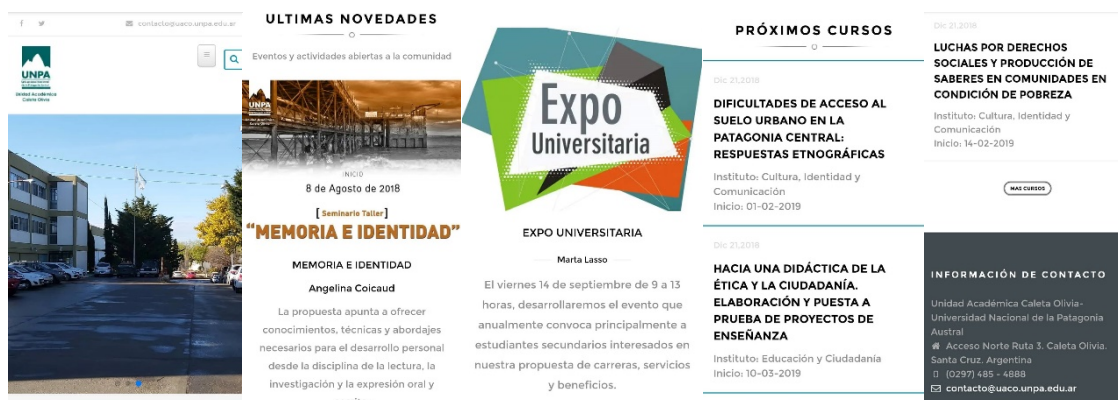 contacto@uaco.unpa.edu.ar
UNPA
Unidad Académica
Caleta Olivia
ULTIMAS NOVEDADES
Eventos y actividades abiertas a la comunidad
UNPA
INICIO
8 de Agosto de 2018
[Seminario Taller]
“MEMORIA E IDENTIDAD”
MEMORIA E IDENTIDAD
Angelina Coicaud
La propuesta apunta a ofrecer
conocimientos, técnicas y abordajes
necesarios para el desarrollo personal
desde la disciplina de la lectura, la
investigación y la expresión oral y
Expo
Universitaria
EXPO UNIVERSITARIA
Marta Lasso
El viernes 14 de septiembre de 9 a 13
horas, desarrollaremos el evento que
anualmente convoca principalmente a
estudiantes secundarios interesados en
nuestra propuesta de carreras, servicios
y beneficios.
PRÓXIMOS CURSOS
Dic 21,2018
DIFICULTADES DE ACCESO AL
SUELO URBANO EN LA
PATAGONIA CENTRAL:
RESPUESTAS ETNOGRÁFICAS
Instituto: Cultura, Identidad y
Comunicación
Inicio: 01-02-2019
Dic 21,2018
HACIA UNA DIDÁCTICA DE LA
ÉTICA Y LA CIUDADANÍA.
ELABORACIÓN Y PUESTA A
PRUEBA DE PROYECTOS DE
ENSEÑANZA
Instituto: Educación y Ciudadanía
Inicio: 10-03-2019
Dic 21,2018
LUCHAS POR DERECHOS
SOCIALES Y PRODUCCIÓN DE
SABERES EN COMUNIDADES EN
CONDICIÓN DE POBREZA
Instituto: Cultura, Identidad y
Comunicación
Inicio: 14-02-2019
MAS CURSOS
INFORMACIÓN DE CONTACTO
Unidad Académica Caleta Olivia-
Universidad Nacional de la Patagonia
Austral
Acceso Norte Ruta 3. Caleta Olivia.
Santa Cruz. Argentina
(0297) 485 - 4888
contacto@uaco.unpa.edu.ar